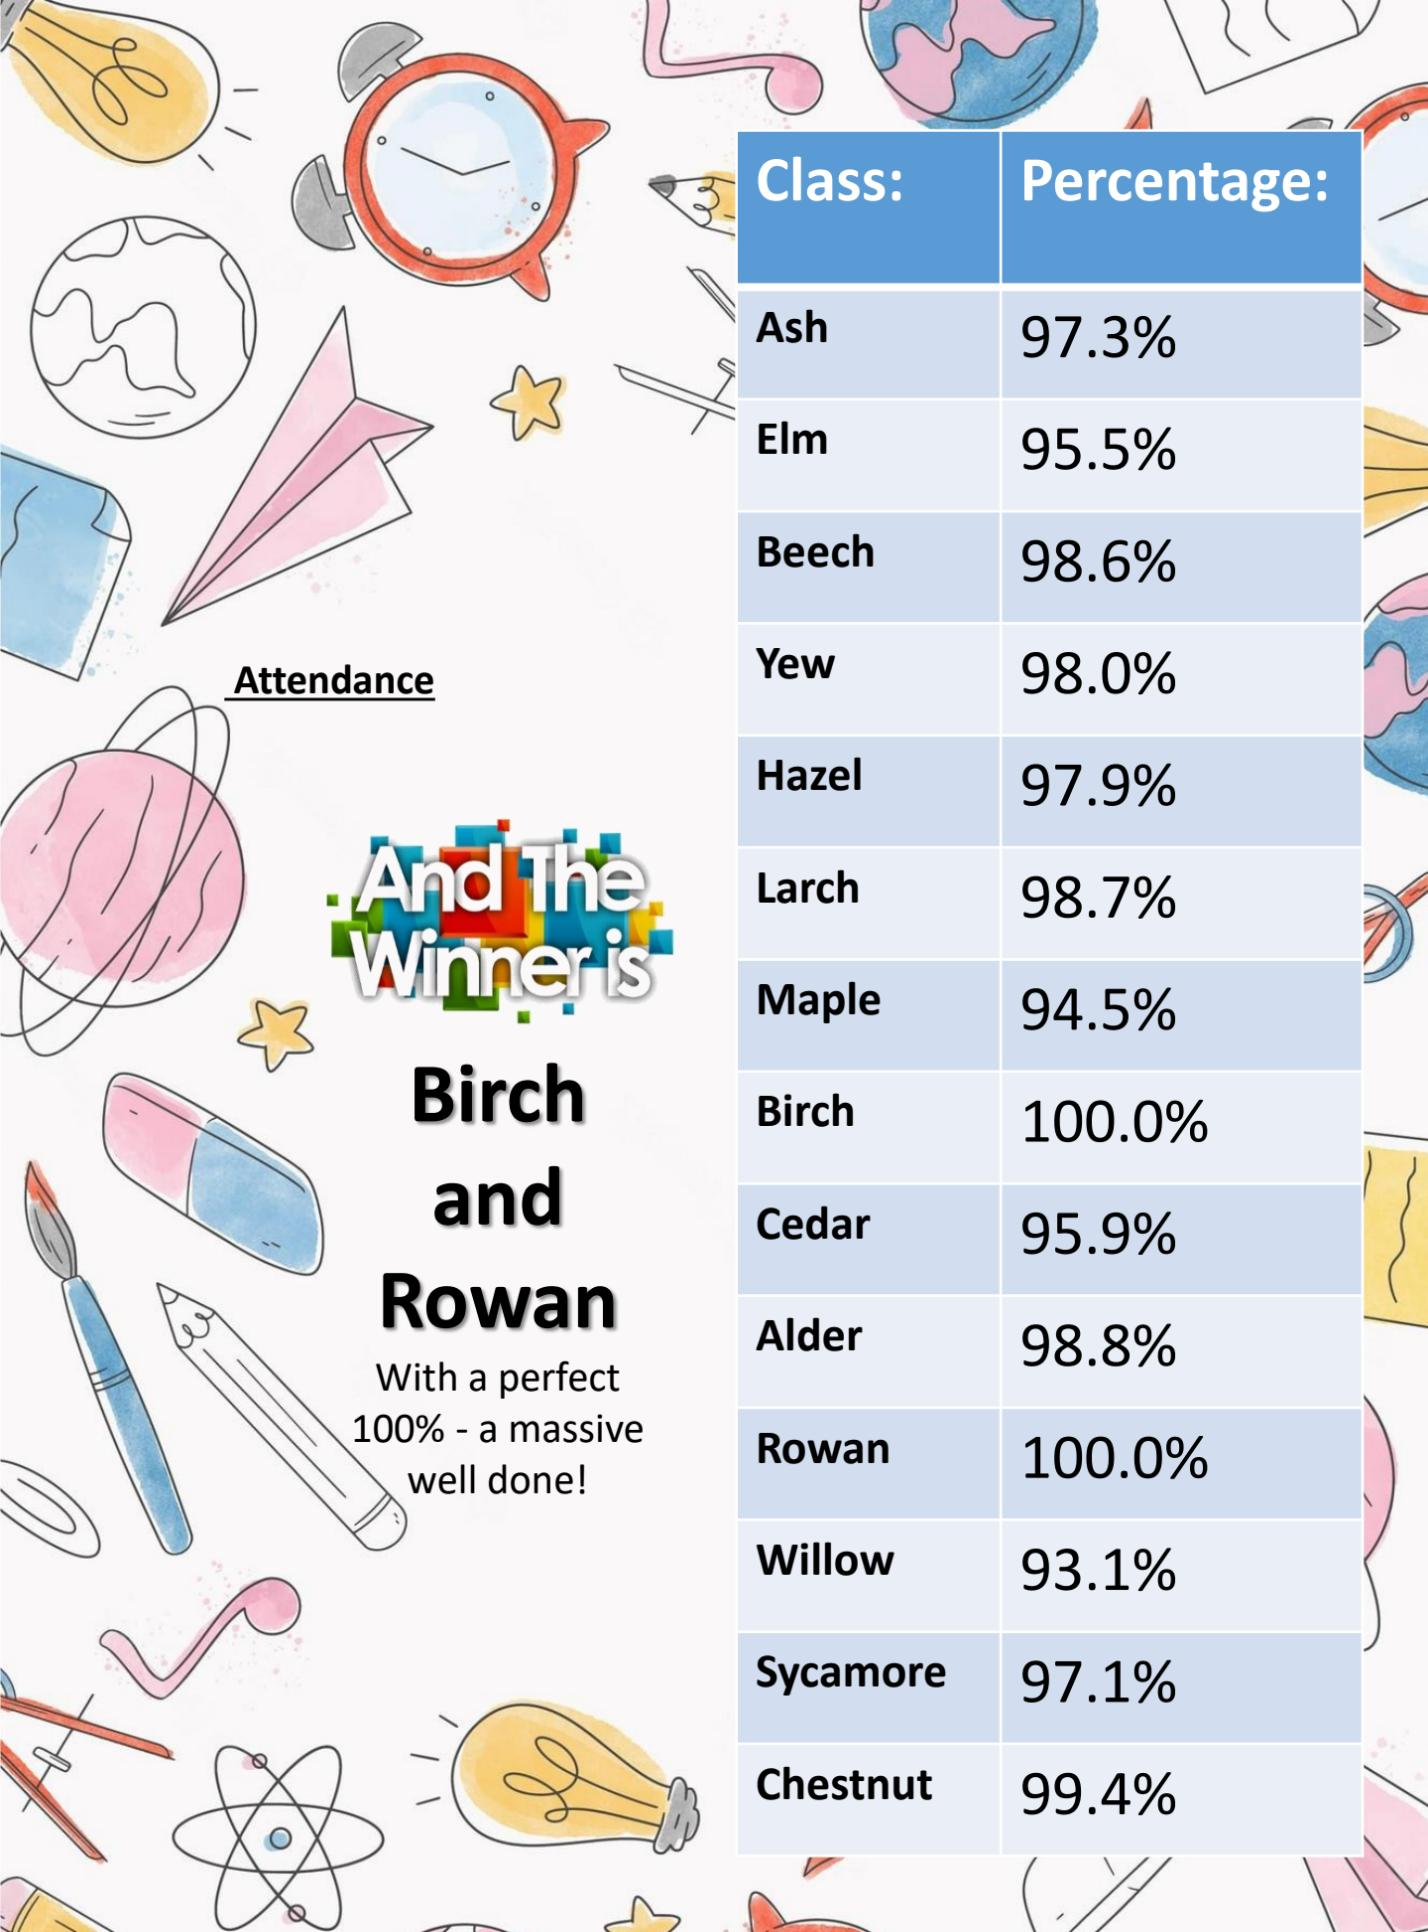 Attendance
And The
Winner is
Birch
and
Rowan
With a perfect
100% - a massive
well done!
Class: Percentage:
Ash 97.3%
Elm 95.5%
Beech 98.6%
Yew 98.0%
Hazel 97.9%
Larch 98.7%
Maple 94.5%
Birch 100.0%
Cedar 95.9%
Alder 98.8%
Rowan 100.0%
Willow 93.1%
Sycamore 97.1%
Chestnut 99.4%